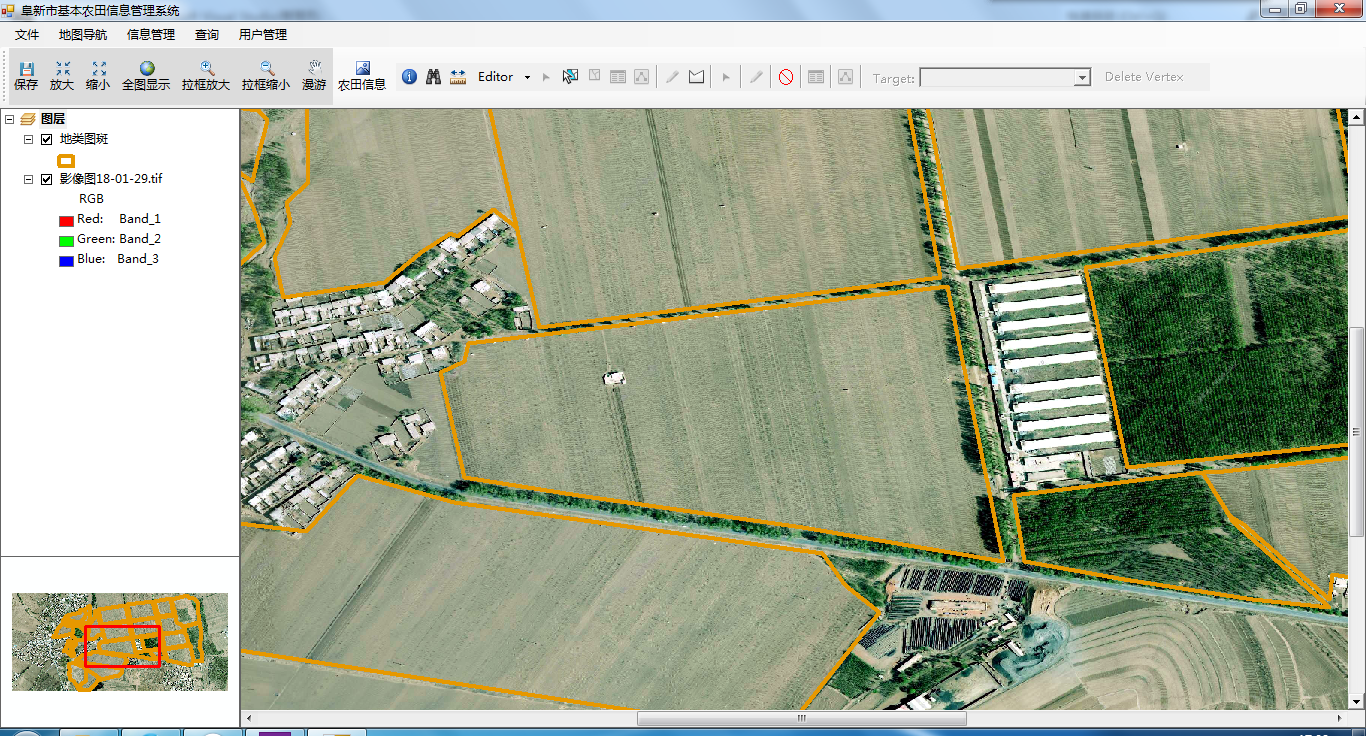 阜新市基本农田信息管理系统
文件 地图导航 信息管理 查询 用户管理
保存 放大 缩小 全图显示 拉框放大 拉框缩小 漫游 农田信息 Editor Target: Delete Vertex
图层
地类图斑
影像图18-01-29.tif
RGB
Red: Band_1
Green: Band_2
Blue: Band_3